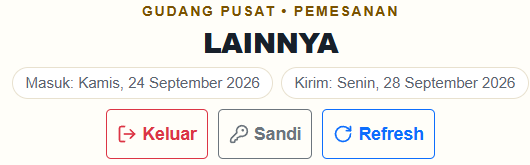 GUDANG PUSAT • PEMESANAN
LAINNYA
Masuk: Kamis, 24 September 2026 Kirim: Senin, 28 September 2026
Keluar Sandi Refresh